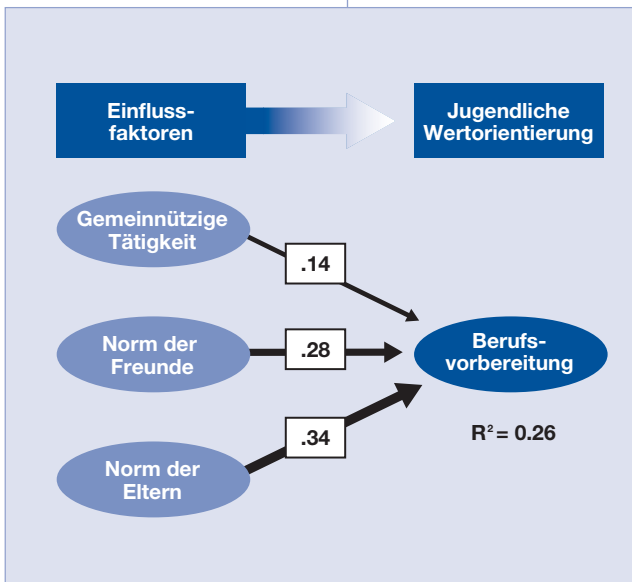 Einfluss-
faktoren
Jugendliche
Wertorientierung
Gemeinnützige
Tätigkeit
.14
Norm der
Freunde
.28
Berufs-
vorbereitung
.34
R² = 0.26
Norm der
Eltern